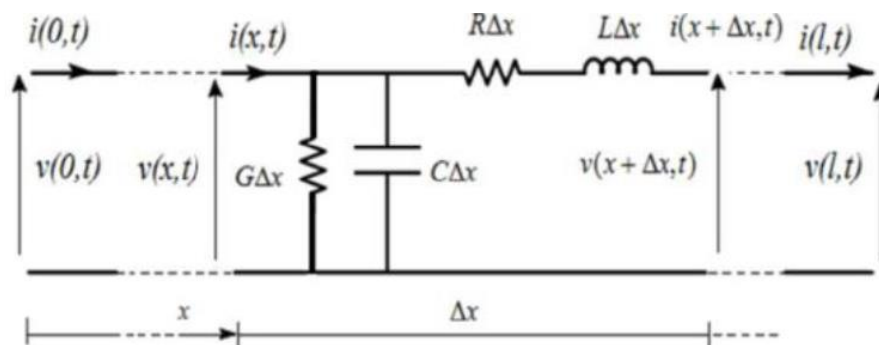 i(0,t) i(x,t) RΔx LΔx i(x+Δx,t) i(l,t)
v(0,t) v(x,t) GΔx CΔx v(x+Δx,t) v(l,t)
x Δx